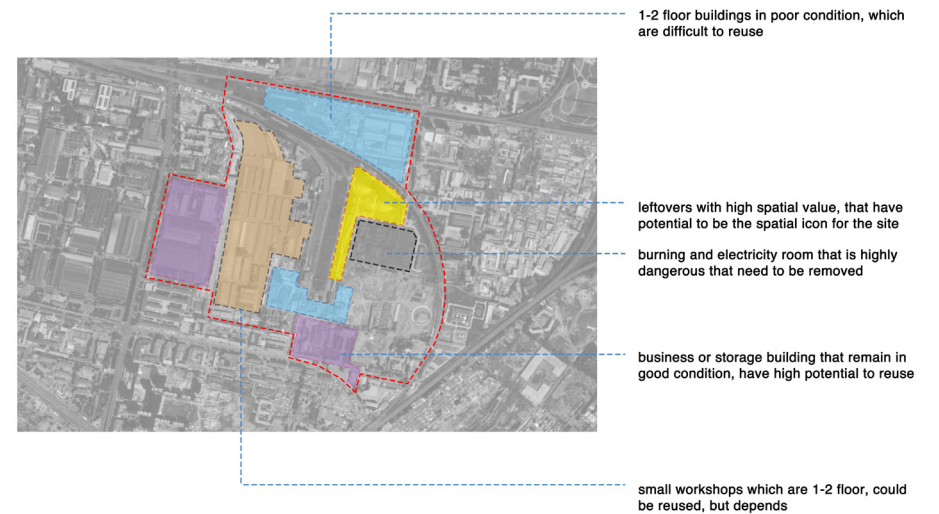 1-2 floor buildings in poor condition, which
are difficult to reuse
leftovers with high spatial value, that have
potential to be the spatial icon for the site
burning and electricity room that is highly
dangerous that need to be removed
business or storage building that remain in
good condition, have high potential to reuse
small workshops which are 1-2 floor, could
be reused, but depends